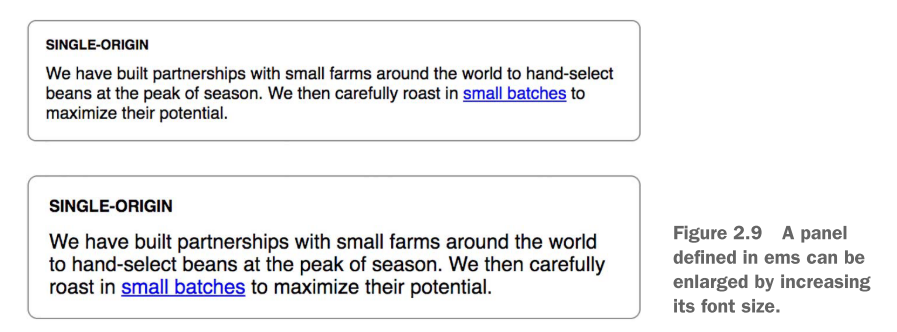 SINGLE-ORIGIN
We have built partnerships with small farms around the world to hand-select
beans at the peak of season. We then carefully roast in small batches to
maximize their potential.
SINGLE-ORIGIN
We have built partnerships with small farms around the world
to hand-select beans at the peak of season. We then carefully
roast in small batches to maximize their potential.
Figure 2.9 A panel
defined in ems can be
enlarged by increasing
its font size.